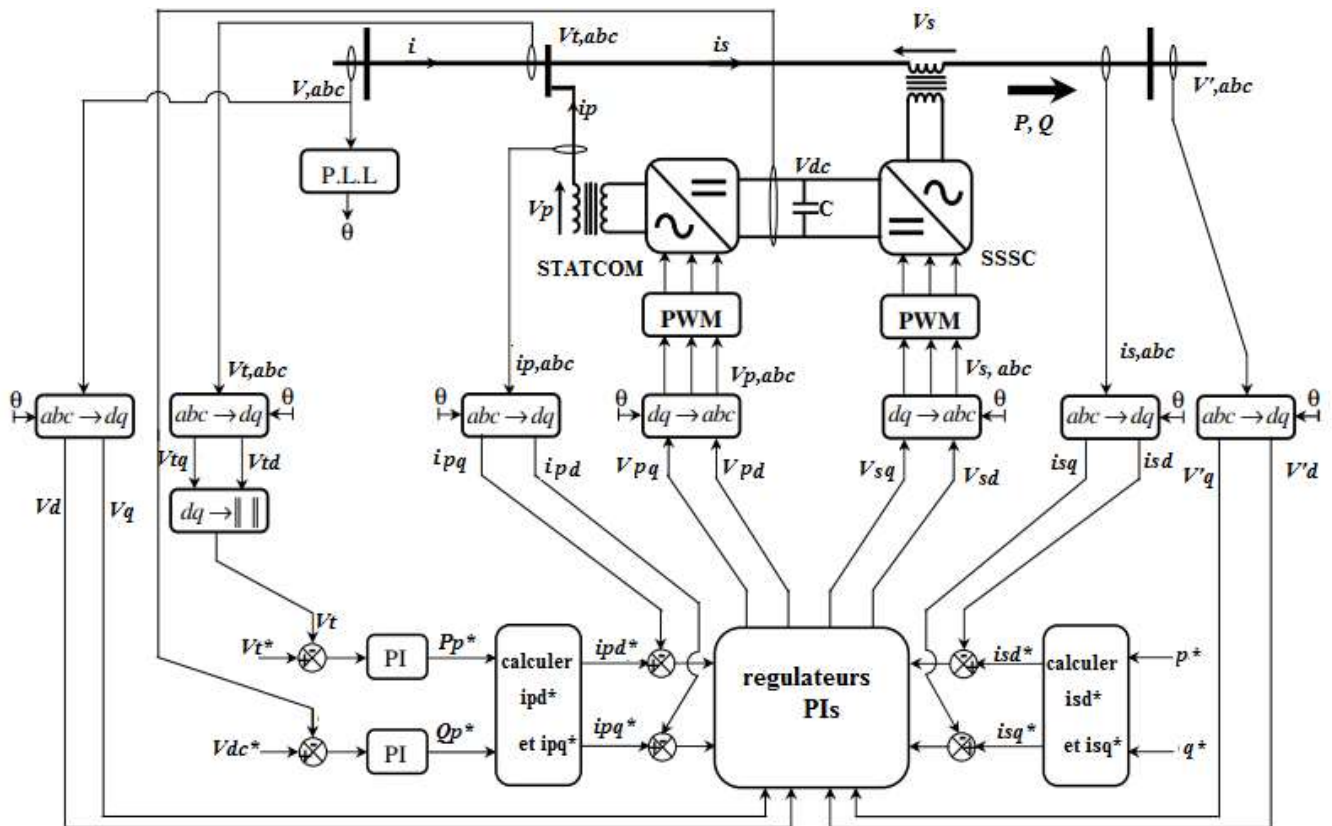 Vs
i
Vt,abc
is
V,abc
V',abc
ip
P, Q
P.L.L
Vdc
C
Vp
θ
STATCOM
SSSC
PWM
PWM
Vt,abc
ip,abc
Vp,abc
Vs, abc
is,abc
θ
abc → dq
abc → dq
θ
θ
abc → dq
θ
dq → abc
dq → abc
θ
abc → dq
θ
abc → dq
θ
Vtq
Vtd
ipq
ipd
Vpq
Vpd
Vsq
Vsd
isq
isd
V'q
V'd
Vd
Vq
dq → || ||
Vt
Vt*
- +
PI
Pp*
calculer
ipd*
et ipq*
ipd*
- +
regulateurs
PIs
- +
isd*
calculer
isd*
et isq*
p*
Vdc*
- +
PI
Qp*
ipq*
- +
- +
isq*
q*